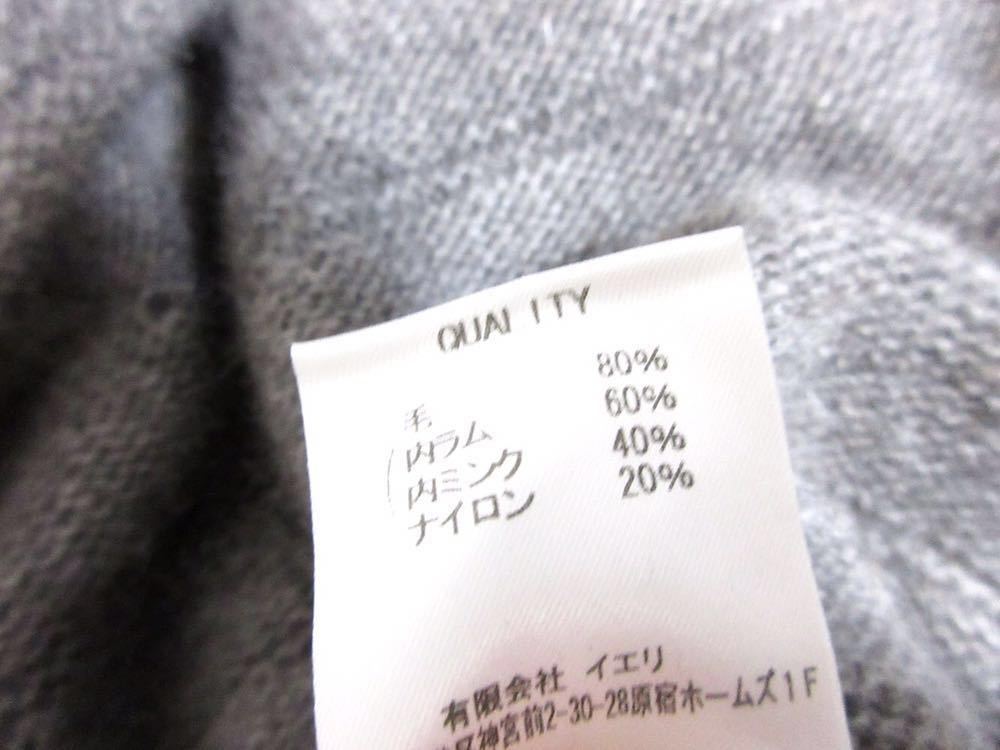 QUALITY
毛 80%
内ラム 60%
内ミンク 40%
ナイロン 20%
有限会社 イエリ
区神宮前2-30-28原宿ホームズ1F